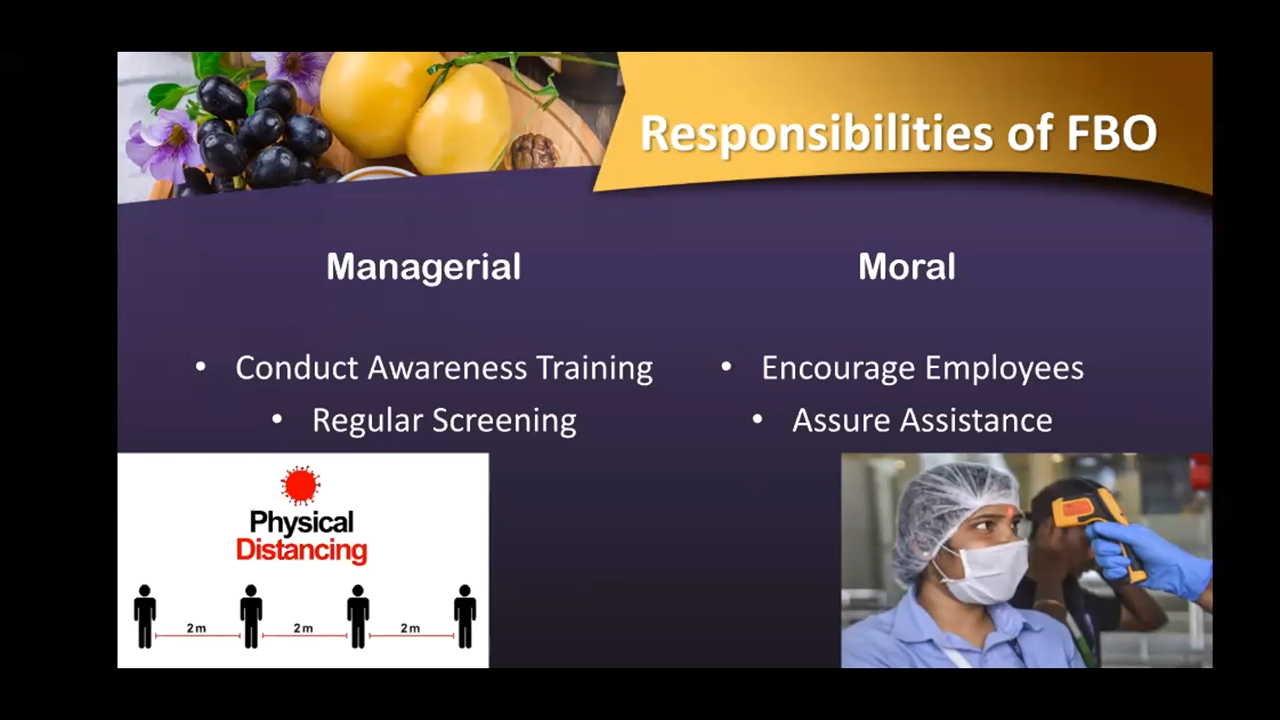 Responsibilities of FBO
Managerial
• Conduct Awareness Training
• Regular Screening
Moral
• Encourage Employees
• Assure Assistance
Physical
Distancing
2m 2m 2m